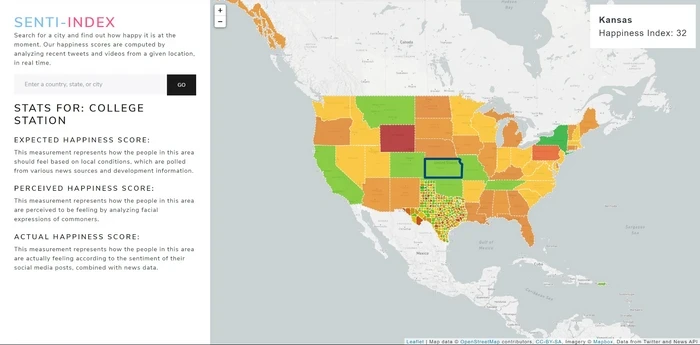 SENTI-INDEX
Search for a city and find out how happy it is at the
moment. Our happiness scores are computed by
analyzing recent tweets and videos from a given location,
in real time.
Enter a country, state, or city
GO
STATS FOR: COLLEGE
STATION
EXPECTED HAPPINESS SCORE:
This measurement represents how the people in this area
should feel based on local conditions, which are polled
from various news sources and development information.
PERCEIVED HAPPINESS SCORE:
This measurement represents how the people in this area
are perceived to be feeling by analyzing facial
expressions of commoners.
ACTUAL HAPPINESS SCORE:
This measurement represents how the people in this area
are actually feeling according to the sentiment of their
social media posts, combined with news data.
+
−
Kansas
Happiness Index: 32
Canada
Gulf of
Mexico
Mexico
Leaflet | Map data © OpenStreetMap contributors, CC-BY-SA, Imagery © Mapbox, Data from Twitter and News API